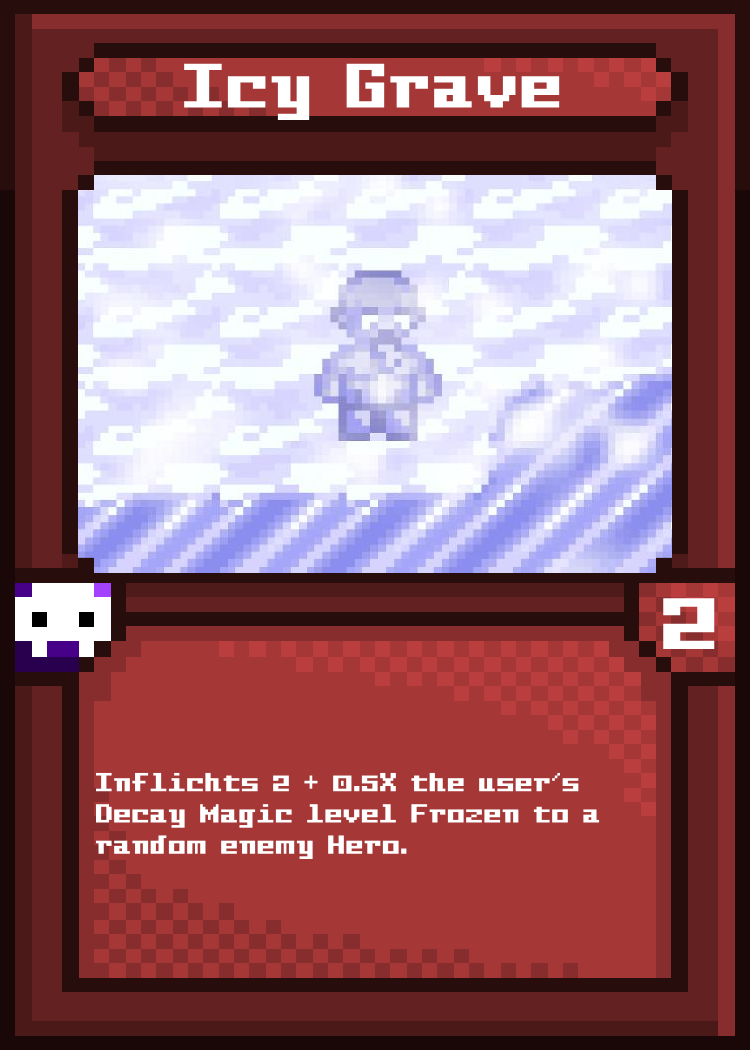 Icy Grave
2
Inflichts 2 + 0.5X the user's
Decay Magic level Frozen to a
random enemy Hero.